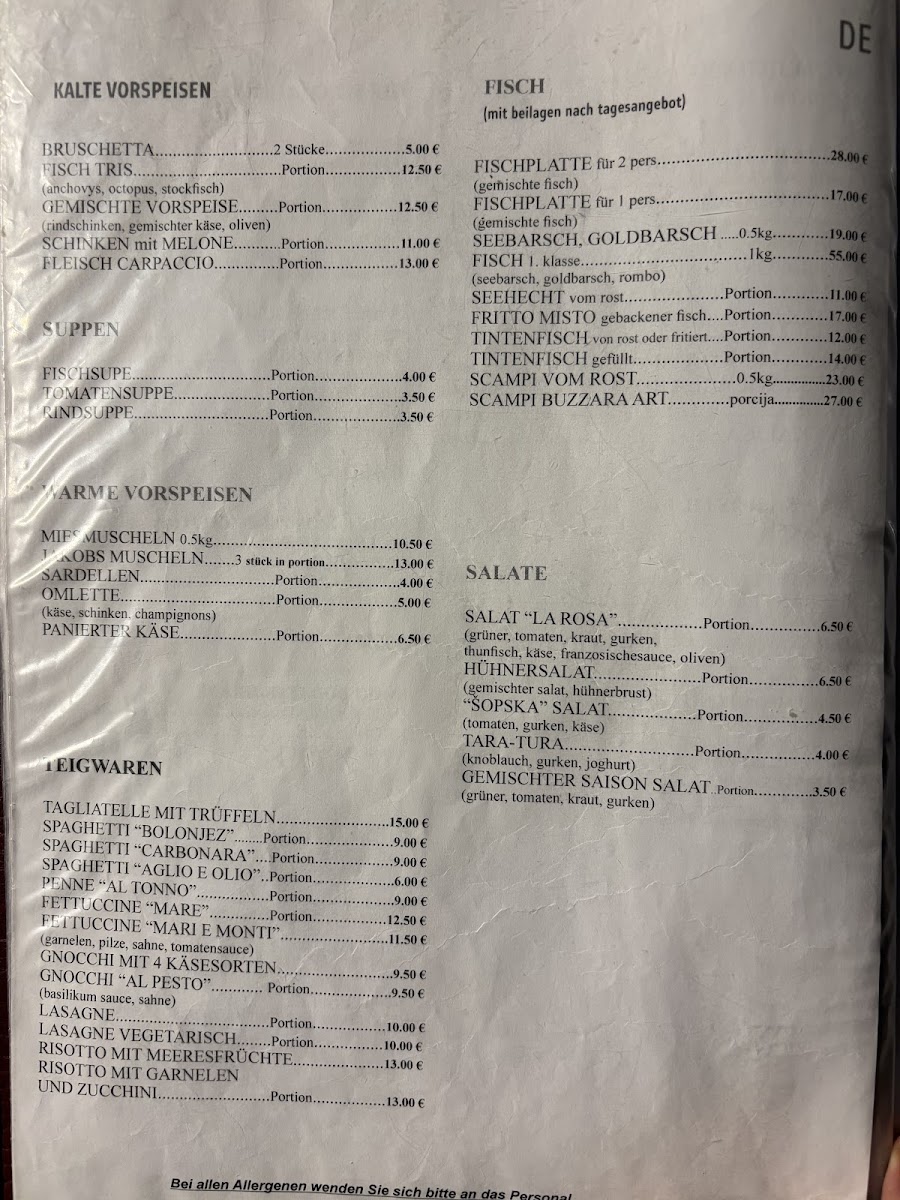 DE
KALTE VORSPEISEN
BRUSCHETTA............................2 Stücke...................5.00 €
FISCH TRIS...................................Portion....................12.50 €
(anchovys, octopus, stockfisch)
GEMISCHTE VORSPEISE.........Portion...................12.50 €
(rindschinken, gemischter käse, oliven)
SCHINKEN mit MELONE...........Portion..................11.00 €
FLEISCH CARPACCIO...............Portion..................13.00 €
SUPPEN
FISCHSUPE.................................Portion.....................4.00 €
TOMATENSUPPE.......................Portion.....................3.50 €
RINDSUPPE................................Portion.....................3.50 €
WARME VORSPEISEN
MIESMUSCHELN 0.5kg...........................................10.50 €
JAKOBS MUSCHELN.......3 stück in portion................13.00 €
SARDELLEN................................Portion....................4.00 €
OMLETTE.....................................Portion....................5.00 €
(käse, schinken, champignons)
PANIERTER KÄSE.......................Portion....................6.50 €
TEIGWAREN
TAGLIATELLE MIT TRÜFFELN...........................15.00 €
SPAGHETTI “BOLONJEZ”........Portion.....................9.00 €
SPAGHETTI “CARBONARA”....Portion...................9.00 €
SPAGHETTI “AGLIO E OLIO”..Portion...................6.00 €
PENNE “AL TONNO”.................Portion...................9.00 €
FETTUCCINE “MARE”..............Portion..................12.50 €
FETTUCCINE “MARI E MONTI”..........................11.50 €
(garnelen, pilze, sahne, tomatensauce)
GNOCCHI MIT 4 KÄSESORTEN...........................9.50 €
GNOCCHI “AL PESTO”............ Portion...................9.50 €
(basilikum sauce, sahne)
LASAGNE.....................................Portion..................10.00 €
LASAGNE VEGETARISCH........Portion.................10.00 €
RISOTTO MIT MEERESFRÜCHTE.....................13.00 €
RISOTTO MIT GARNELEN
UND ZUCCHINI...........................Portion.................13.00 €
FISCH
(mit beilagen nach tagesangebot)
FISCHPLATTE für 2 pers.........................................28.00 €
(gemischte fisch)
FISCHPLATTE für 1 pers.........................................17.00 €
(gemischte fisch)
SEEBARSCH, GOLDBARSCH .....0.5kg.............19.00 €
FISCH 1. klasse.......................................1kg.............55.00 €
(seebarsch, goldbarsch, rombo)
SEEHECHT vom rost........................Portion............11.00 €
FRITTO MISTO gebackener fisch....Portion...........17.00 €
TINTENFISCH von rost oder fritiert....Portion...........12.00 €
TINTENFISCH gefüllt......................Portion............14.00 €
SCAMPI VOM ROST........................0.5kg..............23.00 €
SCAMPI BUZZARA ART...............porcija.............27.00 €
SALATE
SALAT “LA ROSA”....................Portion.................6.50 €
(grüner, tomaten, kraut, gurken,
thunfisch, käse, franzosischesauce, oliven)
HÜHNERSALAT..........................Portion.................6.50 €
(gemischter salat, hühnerbrust)
“ŠOPSKA” SALAT.....................Portion.................4.50 €
(tomaten, gurken, käse)
TARA-TURA...............................Portion.................4.00 €
(knoblauch, gurken, joghurt)
GEMISCHTER SAISON SALAT..Portion..............3.50 €
(grüner, tomaten, kraut, gurken)
Bei allen Allergenen wenden Sie sich bitte an das Personal